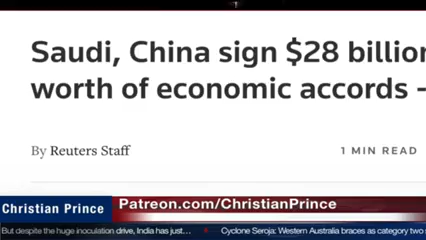 Saudi, China sign $28 billion
worth of economic accords -
By Reuters Staff
1 MIN READ
Christian Prince
Patreon.com/ChristianPrince
But despite the huge inoculation drive, India has just...
Cyclone Seroja: Western Australia braces as category two